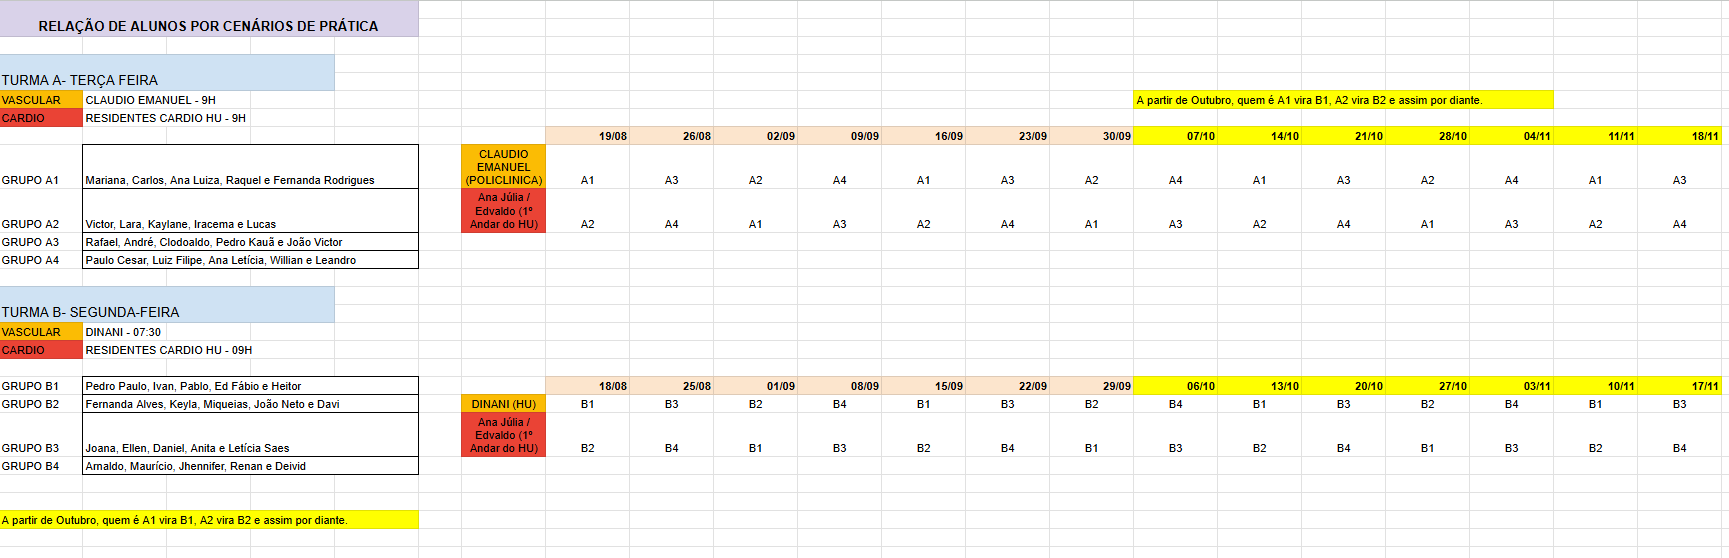 RELAÇÃO DE ALUNOS POR CENÁRIOS DE PRÁTICA
TURMA A- TERÇA FEIRA
VASCULAR CLAUDIO EMANUEL - 9H A partir de Outubro, quem é A1 vira B1, A2 vira B2 e assim por diante.
CARDIO RESIDENTES CARDIO HU - 9H
19/08 26/08 02/09 09/09 16/09 23/09 30/09 07/10 14/10 21/10 28/10 04/11 11/11 18/11
CLAUDIO
EMANUEL
GRUPO A1 Mariana, Carlos, Ana Luiza, Raquel e Fernanda Rodrigues (POLICLINICA) A1 A3 A2 A4 A1 A3 A2 A4 A1 A3 A2 A4 A1 A3
Ana Júlia /
Edvaldo (1º
GRUPO A2 Victor, Lara, Kaylane, Iracema e Lucas Andar do HU) A2 A4 A1 A3 A2 A4 A1 A3 A2 A4 A1 A3 A2 A4
GRUPO A3 Rafael, André, Clodoaldo, Pedro Kauã e João Victor
GRUPO A4 Paulo Cesar, Luiz Filipe, Ana Letícia, Willian e Leandro
TURMA B- SEGUNDA-FEIRA
VASCULAR DINANI - 07:30
CARDIO RESIDENTES CARDIO HU - 09H
GRUPO B1 Pedro Paulo, Ivan, Pablo, Ed Fábio e Heitor 18/08 25/08 01/09 08/09 15/09 22/09 29/09 06/10 13/10 20/10 27/10 03/11 10/11 17/11
GRUPO B2 Fernanda Alves, Keyla, Miqueias, João Neto e Davi DINANI (HU) B1 B3 B2 B4 B1 B3 B2 B4 B1 B3 B2 B4 B1 B3
Ana Júlia /
Edvaldo (1º
GRUPO B3 Joana, Ellen, Daniel, Anita e Letícia Saes Andar do HU) B2 B4 B1 B3 B2 B4 B1 B3 B2 B4 B1 B3 B2 B4
GRUPO B4 Arnaldo, Maurício, Jhennifer, Renan e Deivid
A partir de Outubro, quem é A1 vira B1, A2 vira B2 e assim por diante.